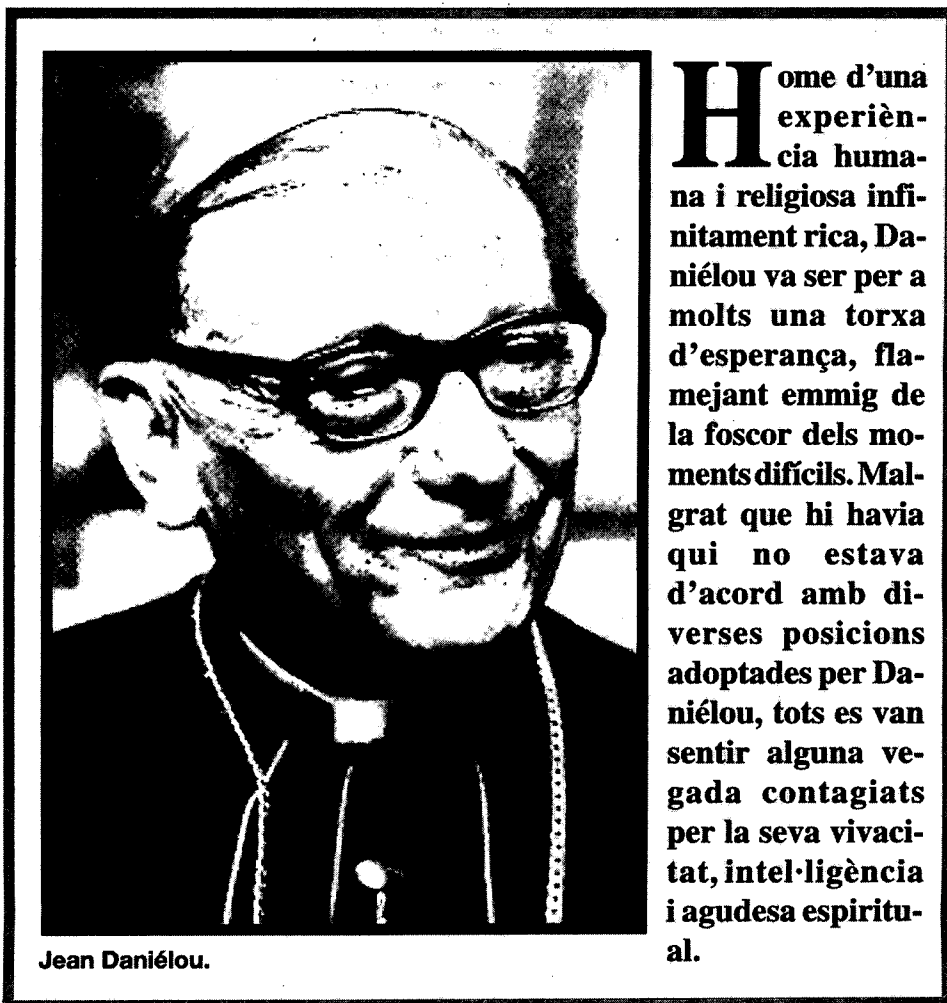 Home d'una
experièn-
cia huma-
na i religiosa infi-
nitament rica, Da-
niélou va ser per a
molts una torxa
d'esperança, fla-
mejant emmig de
la foscor dels mo-
ments difícils. Mal-
grat que hi havia
qui no estava
d'acord amb di-
verses posicions
adoptades per Da-
niélou, tots es van
sentir alguna ve-
gada contagiats
per la seva vivaci-
tat, intel·ligència
i agudesa espiritu-
al.
Jean Daniélou.